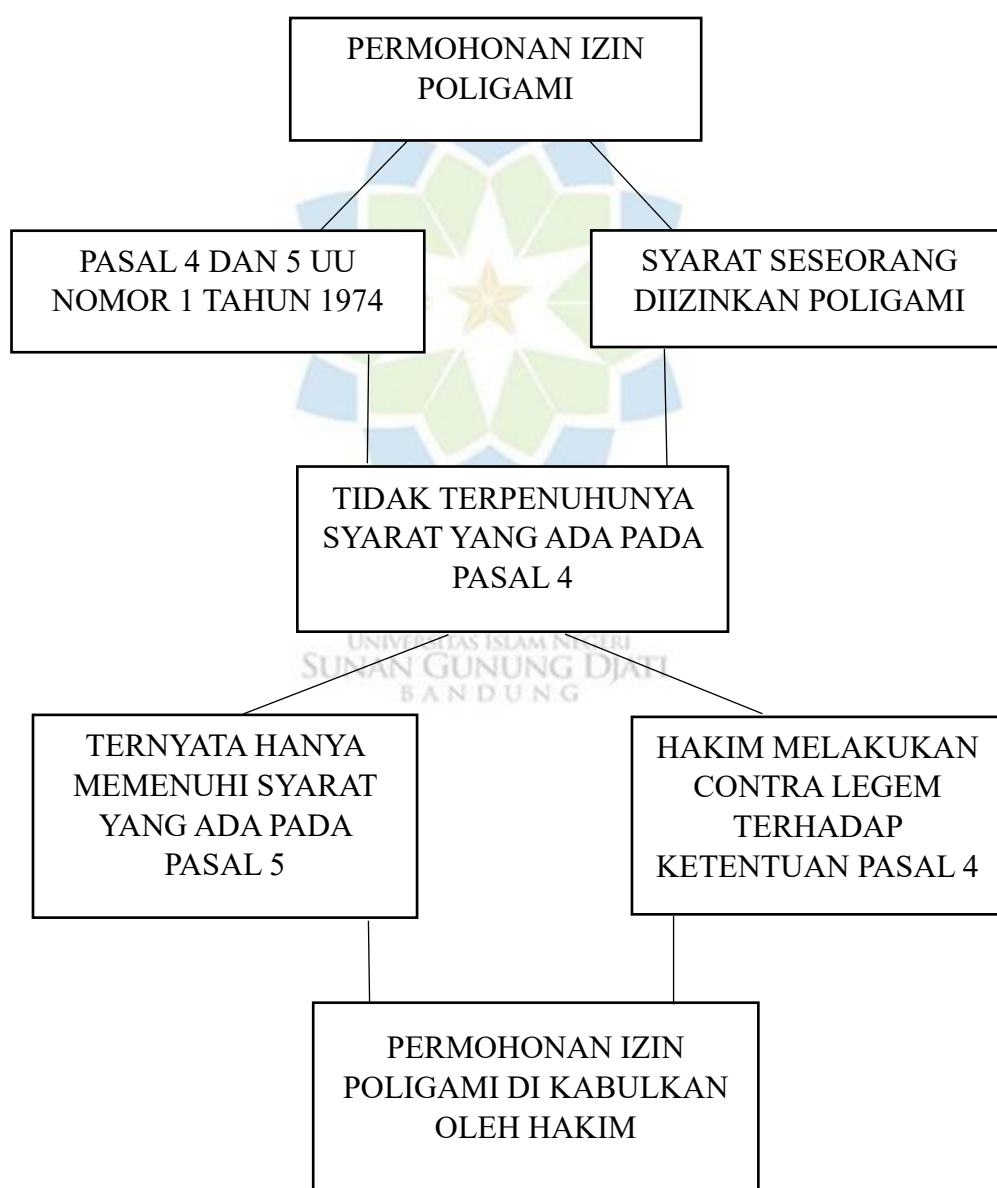 PERMOHONAN IZIN
POLIGAMI
PASAL 4 DAN 5 UU
NOMOR 1 TAHUN 1974
SYARAT SESEORANG
DIIZINKAN POLIGAMI
TIDAK TERPENUHUNYA
SYARAT YANG ADA PADA
PASAL 4
UNIVERSITAS ISLAM NEGERI
SUNAN GUNUNG DJATI
BANDUNG
TERNYATA HANYA
MEMENUHI SYARAT
YANG ADA PADA
PASAL 5
HAKIM MELAKUKAN
CONTRA LEGEM
TERHADAP
KETENTUAN PASAL 4
PERMOHONAN IZIN
POLIGAMI DI KABULKAN
OLEH HAKIM